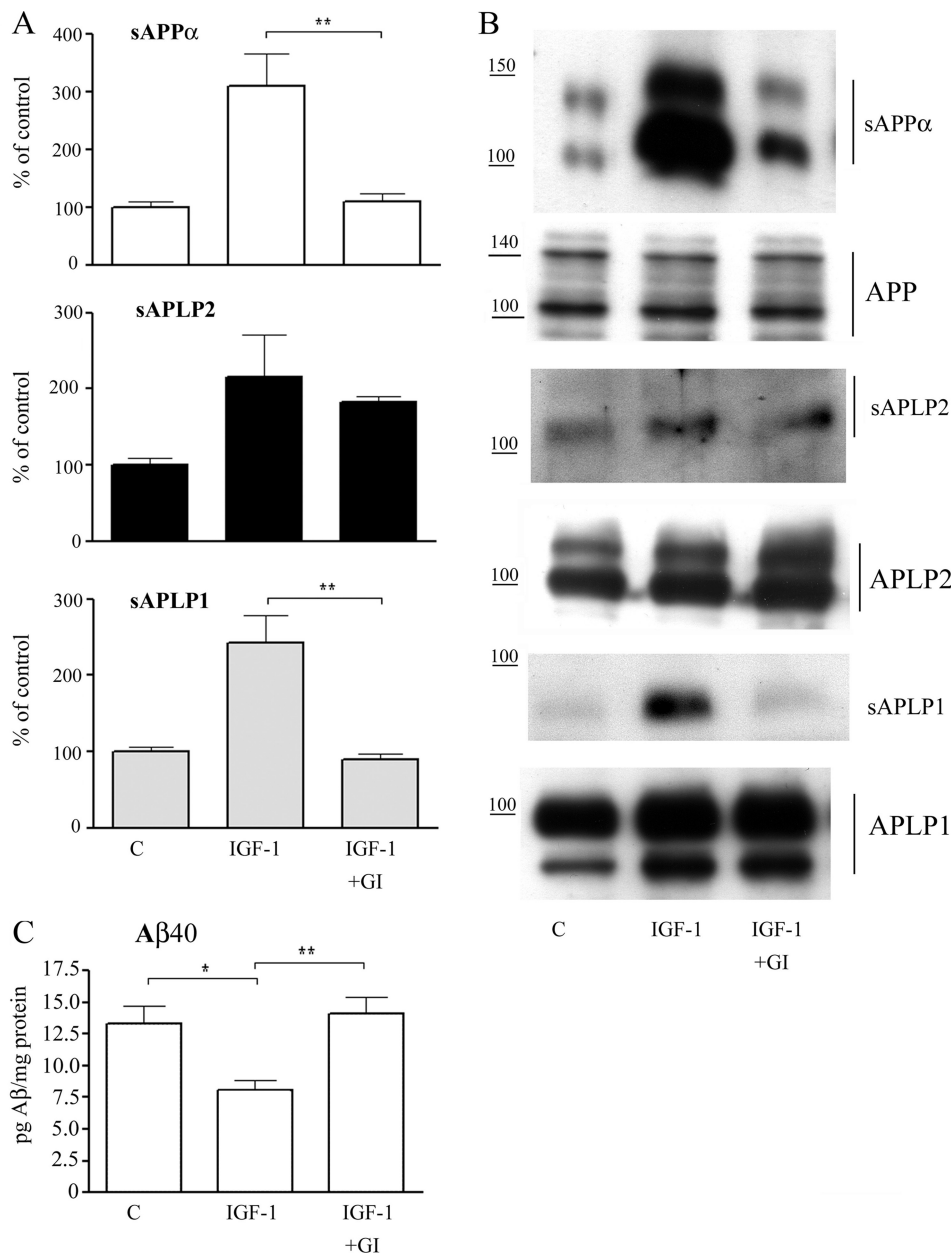 A
sAPPα
**
% of control
400
300
200
100
0
sAPLP2
% of control
300
200
100
0
sAPLP1
**
% of control
300
200
100
0
C IGF-1 IGF-1
+GI
B
150
100
sAPPα
140
100
APP
100
sAPLP2
100
APLP2
100
sAPLP1
100
APLP1
C IGF-1 IGF-1
+GI
C Aβ40
* **
pg Aβ/mg protein
17.5
15.0
12.5
10.0
7.5
5.0
2.5
0
C IGF-1 IGF-1
+GI